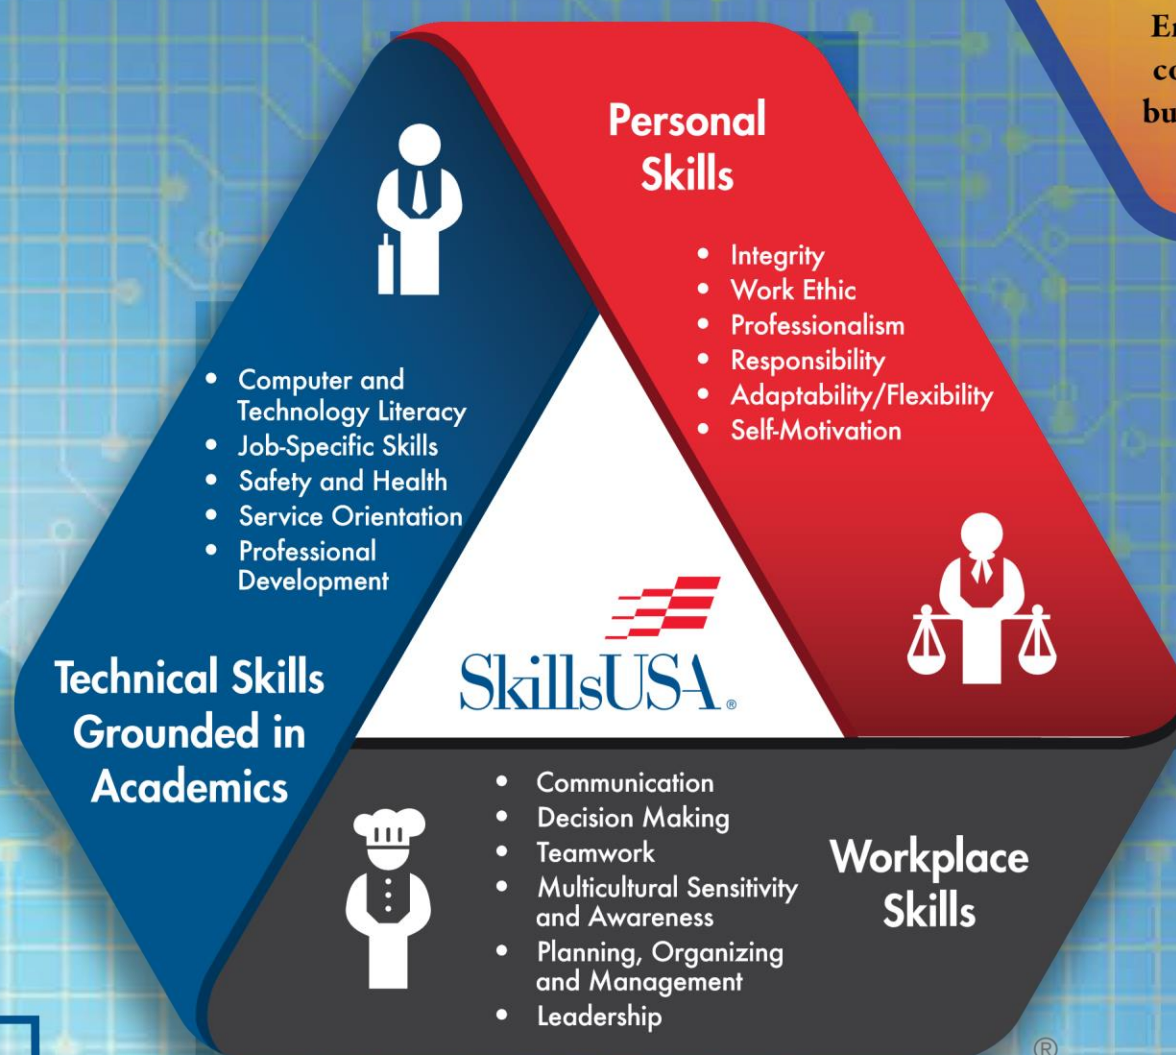 Personal
Skills
• Integrity
• Work Ethic
• Professionalism
• Responsibility
• Adaptability/Flexibility
• Self-Motivation
• Computer and
Technology Literacy
• Job-Specific Skills
• Safety and Health
• Service Orientation
• Professional
Development
Technical Skills
Grounded in
Academics
SkillsUSA®
• Communication
• Decision Making
• Teamwork
• Multicultural Sensitivity
and Awareness
• Planning, Organizing
and Management
• Leadership
Workplace
Skills
®